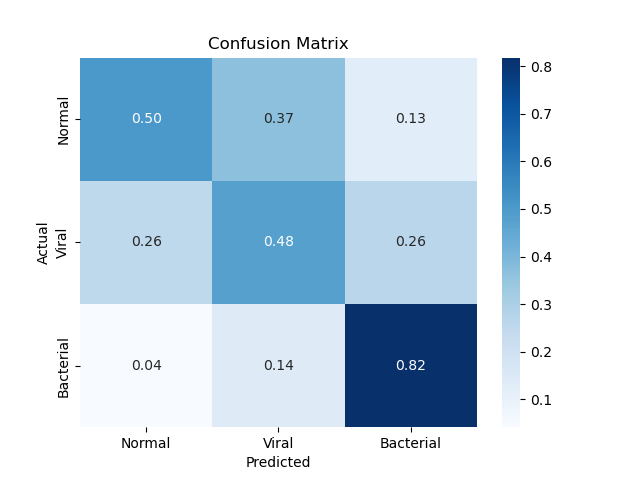 Confusion Matrix
Normal 0.50 0.37 0.13
Viral 0.26 0.48 0.26
Bacterial 0.04 0.14 0.82
Actual
Normal Viral Bacterial
Predicted
0.8
0.7
0.6
0.5
0.4
0.3
0.2
0.1